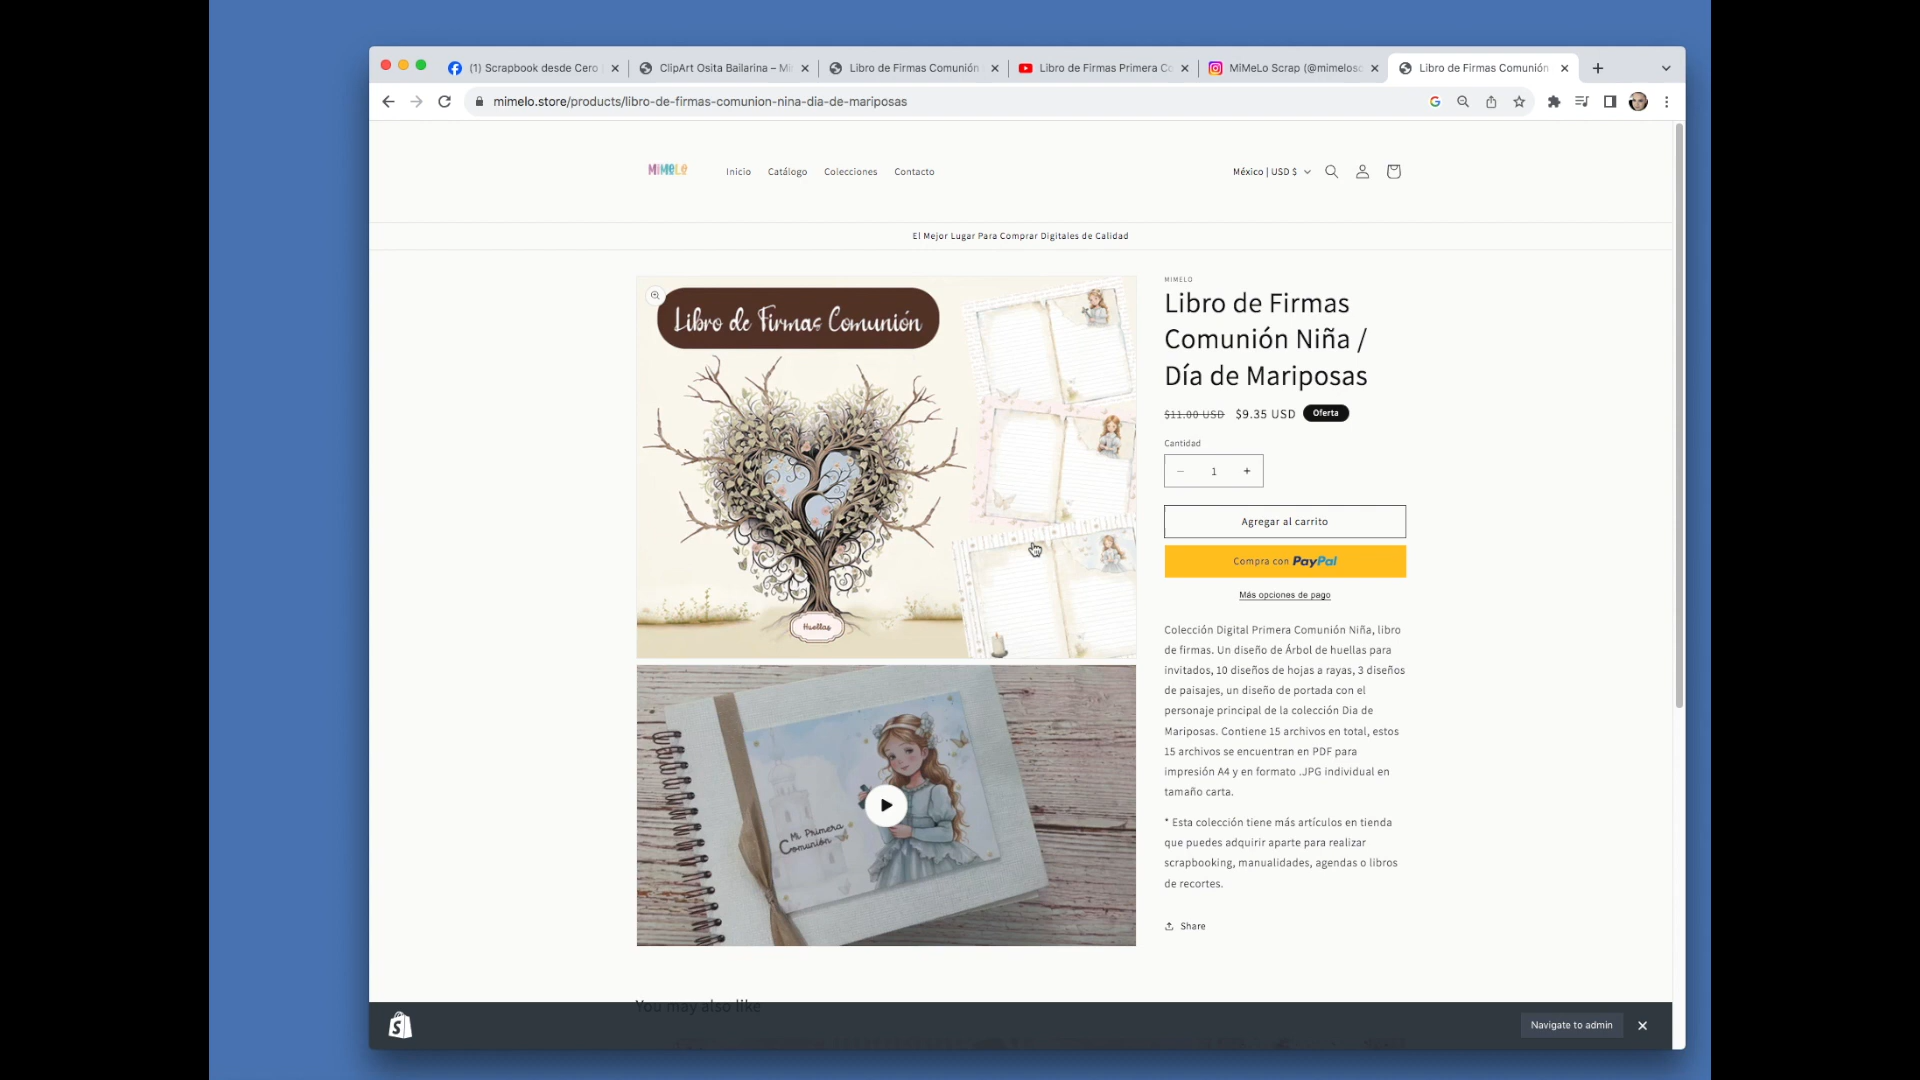 (1) Scrapbook desde Cero
ClipArt Osita Bailarina – Mi
Libro de Firmas Comunión
Libro de Firmas Primera Co
MiMeLo Scrap (@mimelosc
Libro de Firmas Comunión
mimelo.store/products/libro-de-firmas-comunion-nina-dia-de-mariposas
MiMeLo
Inicio
Catálogo
Colecciones
Contacto
México | USD $
El Mejor Lugar Para Comprar Digitales de Calidad
Libro de Firmas Comunión
Huellas
Mi Primera
Comunión
MIMELO
Libro de Firmas
Comunión Niña /
Día de Mariposas
$11.00 USD $9.35 USD Oferta
Cantidad
− 1 +
Agregar al carrito
Compra con PayPal
Más opciones de pago
Colección Digital Primera Comunión Niña, libro
de firmas. Un diseño de Árbol de huellas para
invitados, 10 diseños de hojas a rayas, 3 diseños
de paisajes, un diseño de portada con el
personaje principal de la colección Dia de
Mariposas. Contiene 15 archivos en total, estos
15 archivos se encuentran en PDF para
impresión A4 y en formato .JPG individual en
tamaño carta.
* Esta colección tiene más artículos en tienda
que puedes adquirir aparte para realizar
scrapbooking, manualidades, agendas o libros
de recortes.
Share
You may also like
Navigate to admin